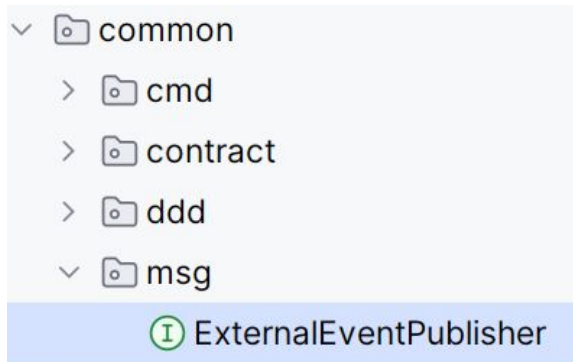 common
cmd
contract
ddd
msg
I ExternalEventPublisher